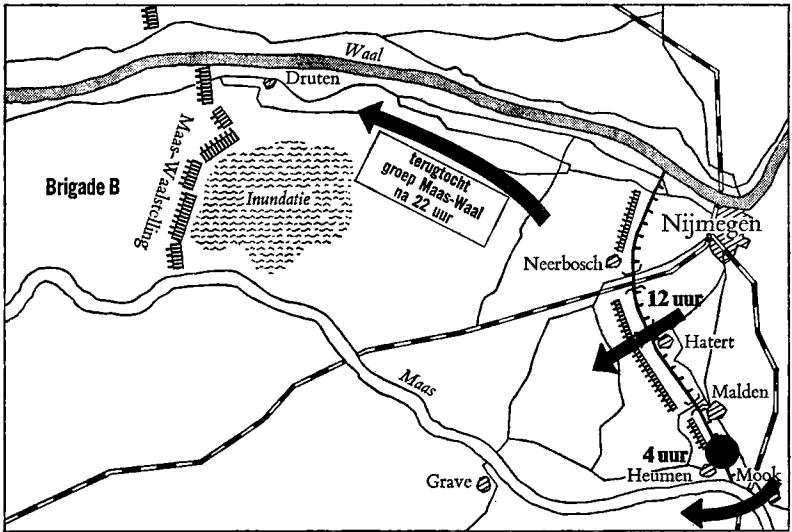 Waal
Druten
Maas-Waalstelling
Brigade B
Inundatie
terugtocht
groep Maas-Waal
na 22 uur
Nijmegen
Neerbosch
12 uur
Hatert
Maas
Malden
4 uur
Heumen
Mook
Grave